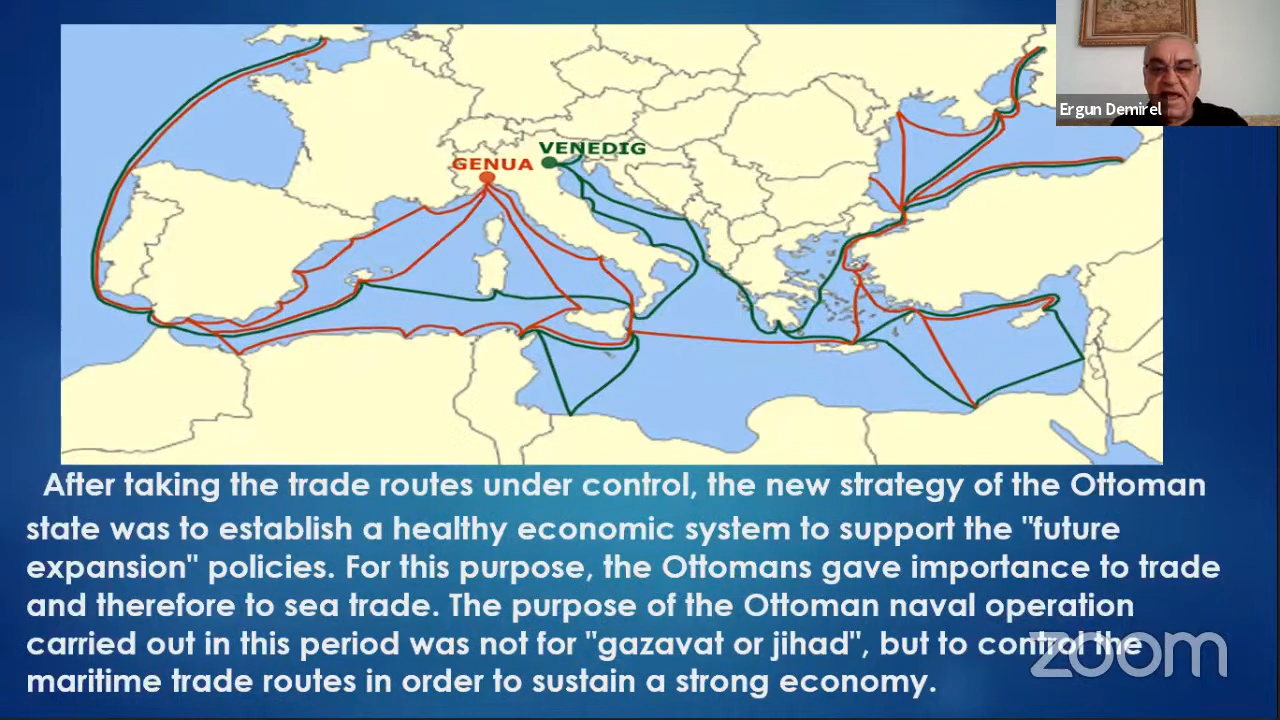 Ergun Demirel
VENEDIG
GENUA
After taking the trade routes under control, the new strategy of the Ottoman
state was to establish a healthy economic system to support the "future
expansion" policies. For this purpose, the Ottomans gave importance to trade
and therefore to sea trade. The purpose of the Ottoman naval operation
carried out in this period was not for "gazavat or jihad", but to control the
maritime trade routes in order to sustain a strong economy.
zoom